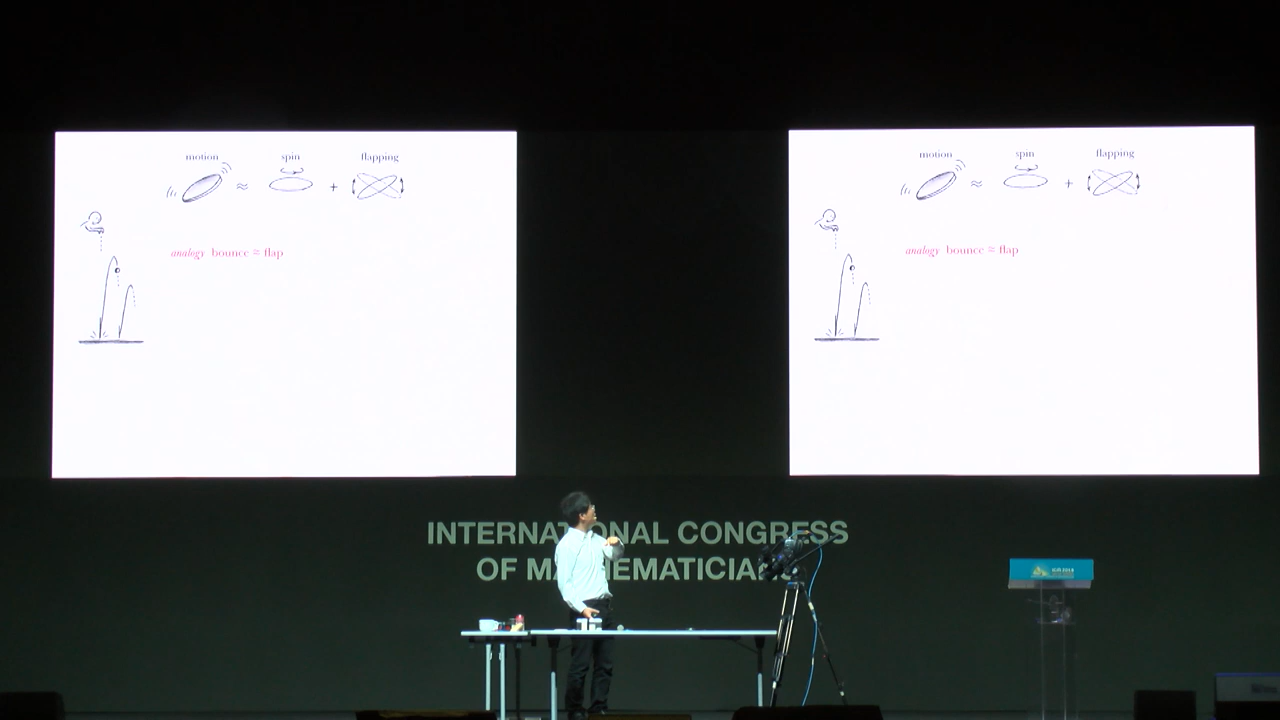 motion spin flapping
≈ +
analogy bounce ≈ flap
motion spin flapping
≈ +
analogy bounce ≈ flap
INTERNATIONAL CONGRESS
OF MATHEMATICIANS